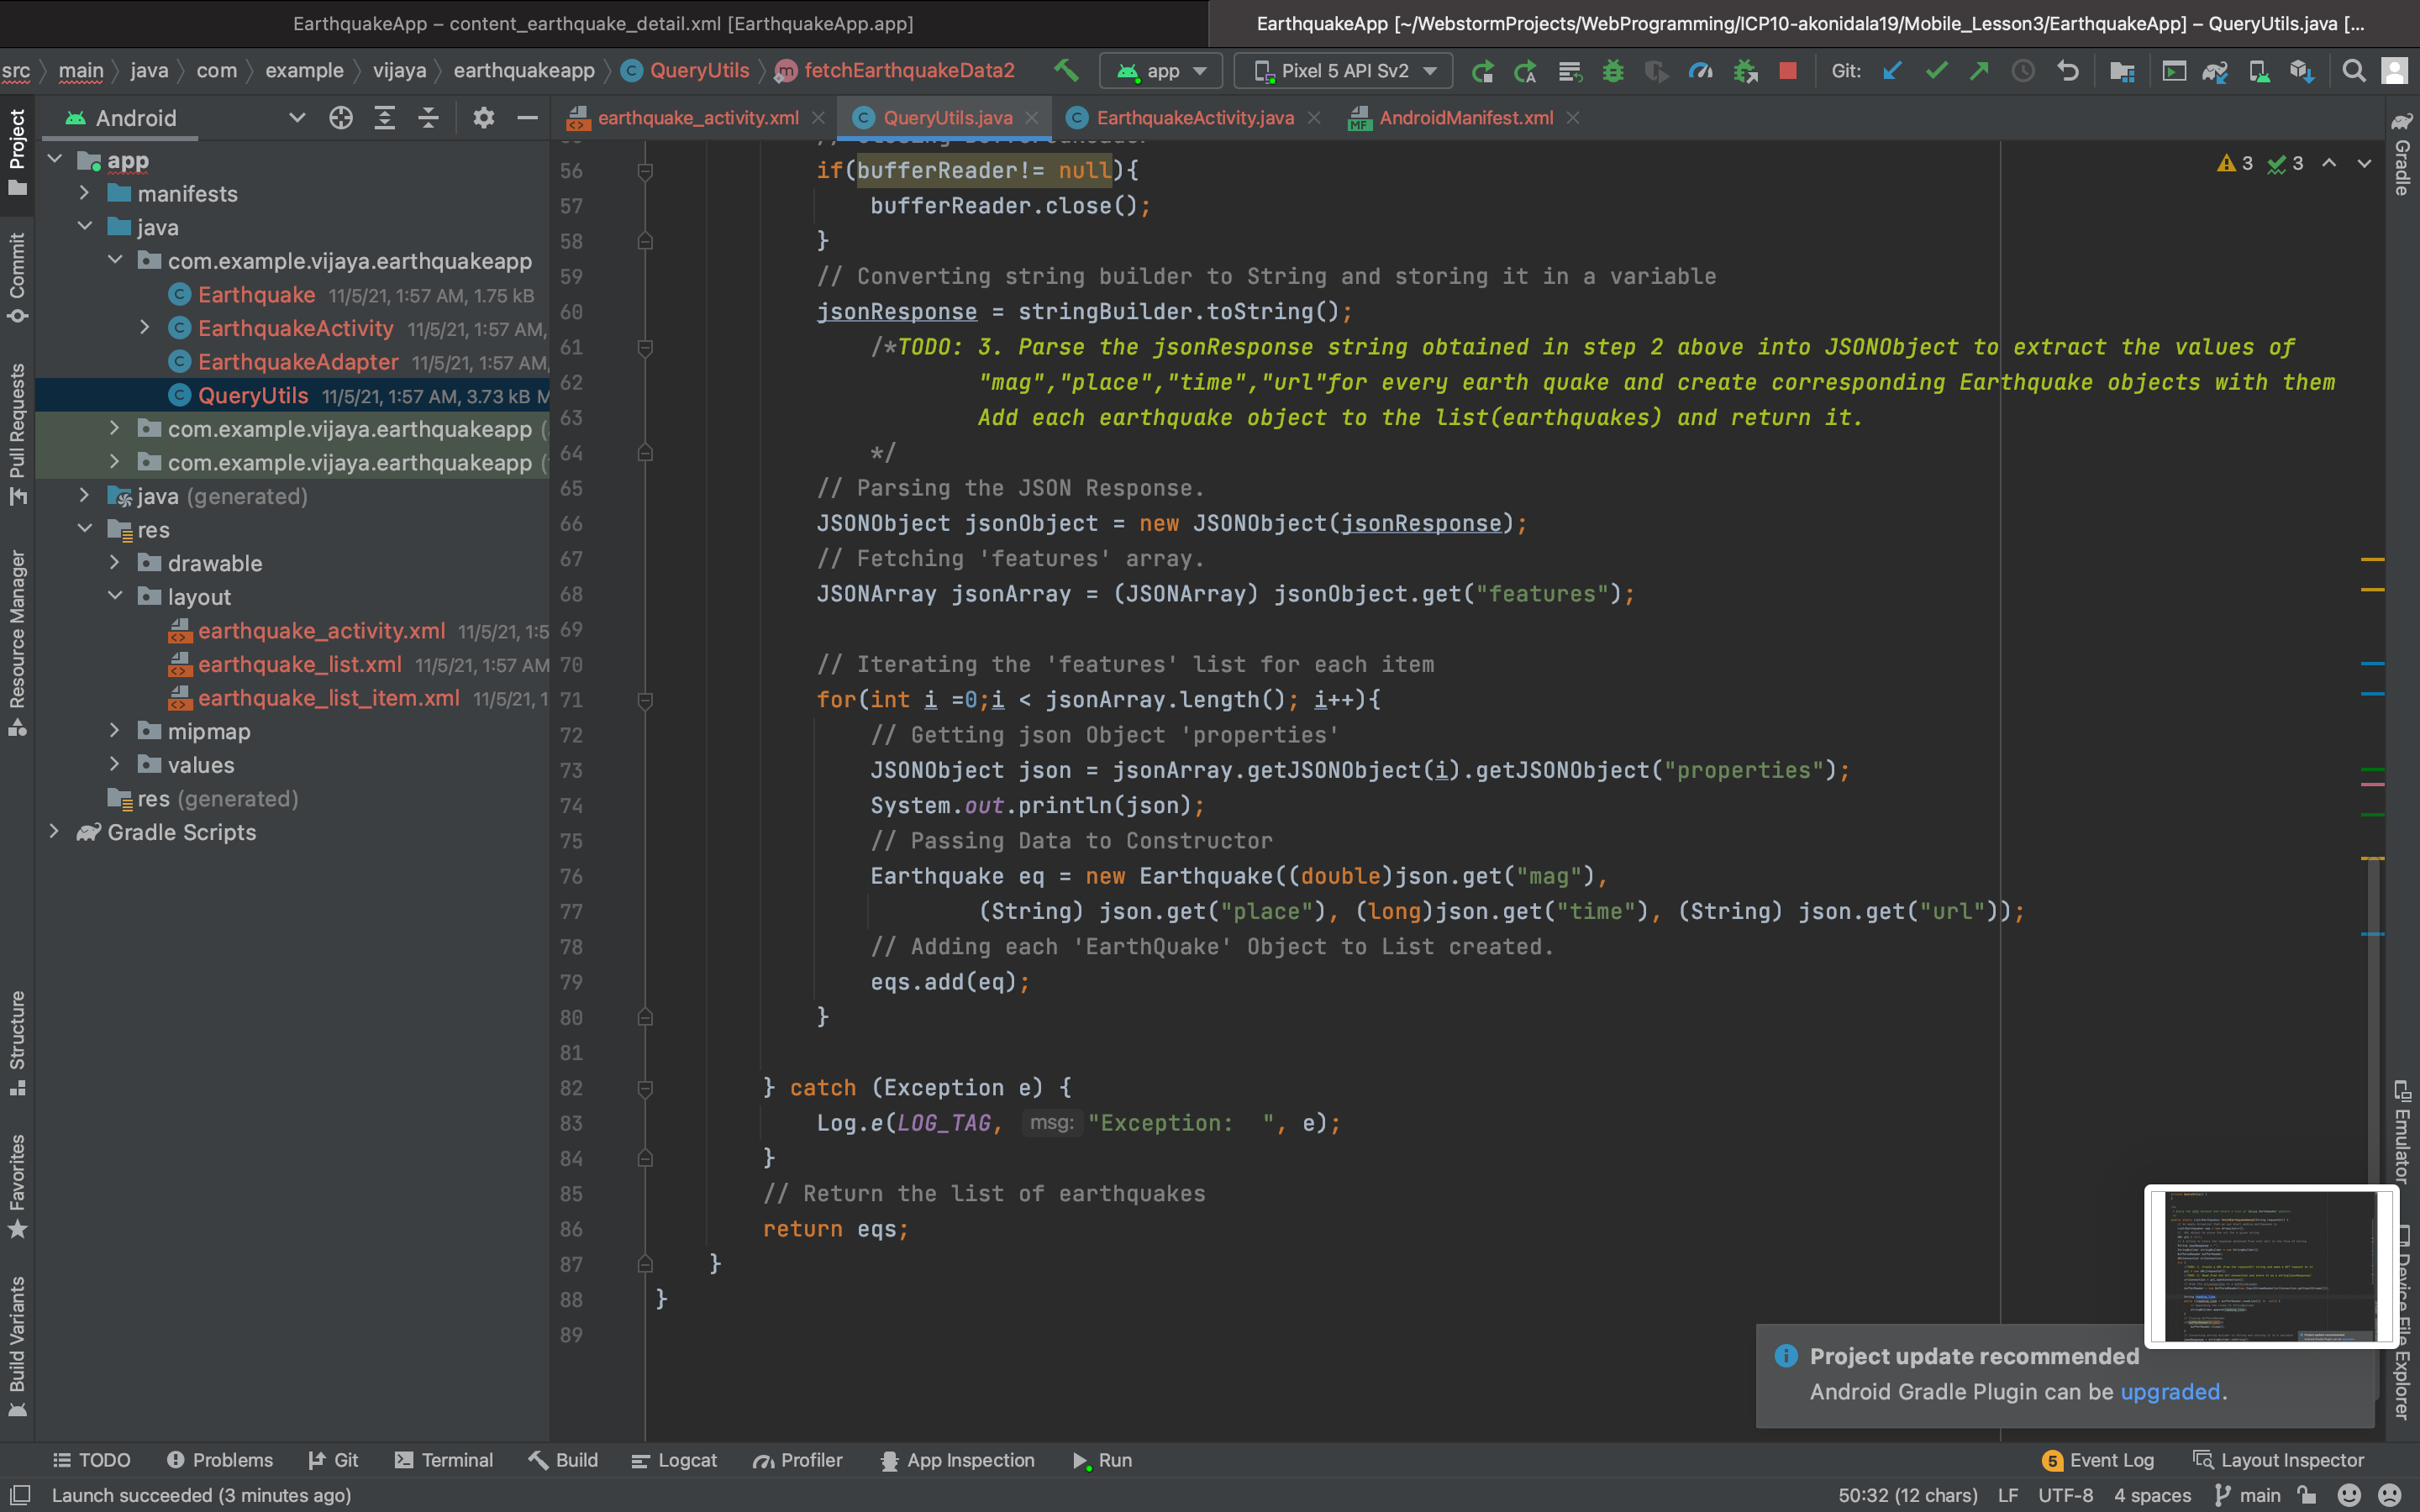 EarthquakeApp – content_earthquake_detail.xml [EarthquakeApp.app]
EarthquakeApp [~/WebstormProjects/WebProgramming/ICP10-akonidala19/Mobile_Lesson3/EarthquakeApp] – QueryUtils.java [...
src main java com example vijaya earthquakeapp QueryUtils fetchEarthquakeData2
app Pixel 5 API Sv2 Git:
Android
earthquake_activity.xml QueryUtils.java EarthquakeActivity.java AndroidManifest.xml
Project
Commit
Pull Requests
Resource Manager
Structure
Favorites
Build Variants
app
manifests
java
com.example.vijaya.earthquakeapp
Earthquake 11/5/21, 1:57 AM, 1.75 kB
EarthquakeActivity 11/5/21, 1:57 AM,
EarthquakeAdapter 11/5/21, 1:57 AM,
QueryUtils 11/5/21, 1:57 AM, 3.73 kB M
com.example.vijaya.earthquakeapp (
com.example.vijaya.earthquakeapp (
java (generated)
res
drawable
layout
earthquake_activity.xml 11/5/21, 1:5
earthquake_list.xml 11/5/21, 1:57 AM
earthquake_list_item.xml 11/5/21, 1
mipmap
values
res (generated)
Gradle Scripts
3 3
56 if(bufferReader!= null){
57 bufferReader.close();
58 }
59 // Converting string builder to String and storing it in a variable
60 jsonResponse = stringBuilder.toString();
61 /*TODO: 3. Parse the jsonResponse string obtained in step 2 above into JSONObject to extract the values of
62 "mag","place","time","url"for every earth quake and create corresponding Earthquake objects with them
63 Add each earthquake object to the list(earthquakes) and return it.
64 */
65 // Parsing the JSON Response.
66 JSONObject jsonObject = new JSONObject(jsonResponse);
67 // Fetching 'features' array.
68 JSONArray jsonArray = (JSONArray) jsonObject.get("features");
69
70 // Iterating the 'features' list for each item
71 for(int i =0;i < jsonArray.length(); i++){
72 // Getting json Object 'properties'
73 JSONObject json = jsonArray.getJSONObject(i).getJSONObject("properties");
74 System.out.println(json);
75 // Passing Data to Constructor
76 Earthquake eq = new Earthquake((double)json.get("mag"),
77 (String) json.get("place"), (long)json.get("time"), (String) json.get("url"));
78 // Adding each 'EarthQuake' Object to List created.
79 eqs.add(eq);
80 }
81
82 } catch (Exception e) {
83 Log.e(LOG_TAG, msg: "Exception:  ", e);
84 }
85 // Return the list of earthquakes
86 return eqs;
87 }
88 }
89
Gradle
Emulator
Device File Explorer
Project update recommended
Android Gradle Plugin can be upgraded.
TODO Problems Git Terminal Build Logcat Profiler App Inspection Run 5 Event Log Layout Inspector
Launch succeeded (3 minutes ago) 50:32 (12 chars) LF UTF-8 4 spaces main